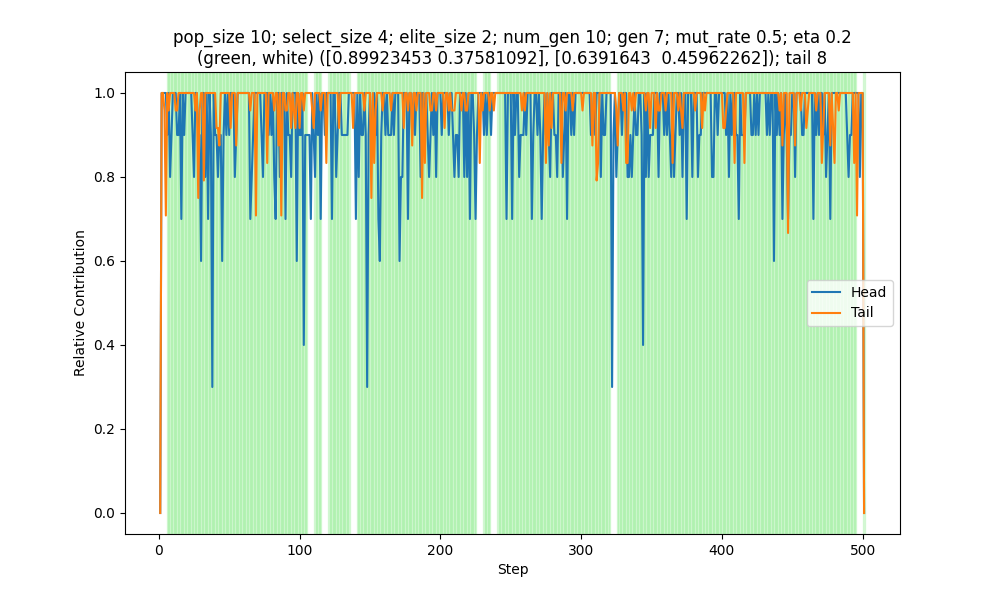 pop_size 10; select_size 4; elite_size 2; num_gen 10; gen 7; mut_rate 0.5; eta 0.2
(green, white) ([0.89923453 0.37581092], [0.6391643  0.45962262]); tail 8
1.0
0.8
0.6
0.4
0.2
0.0
Relative Contribution
Head
Tail
0
100
200
300
400
500
Step